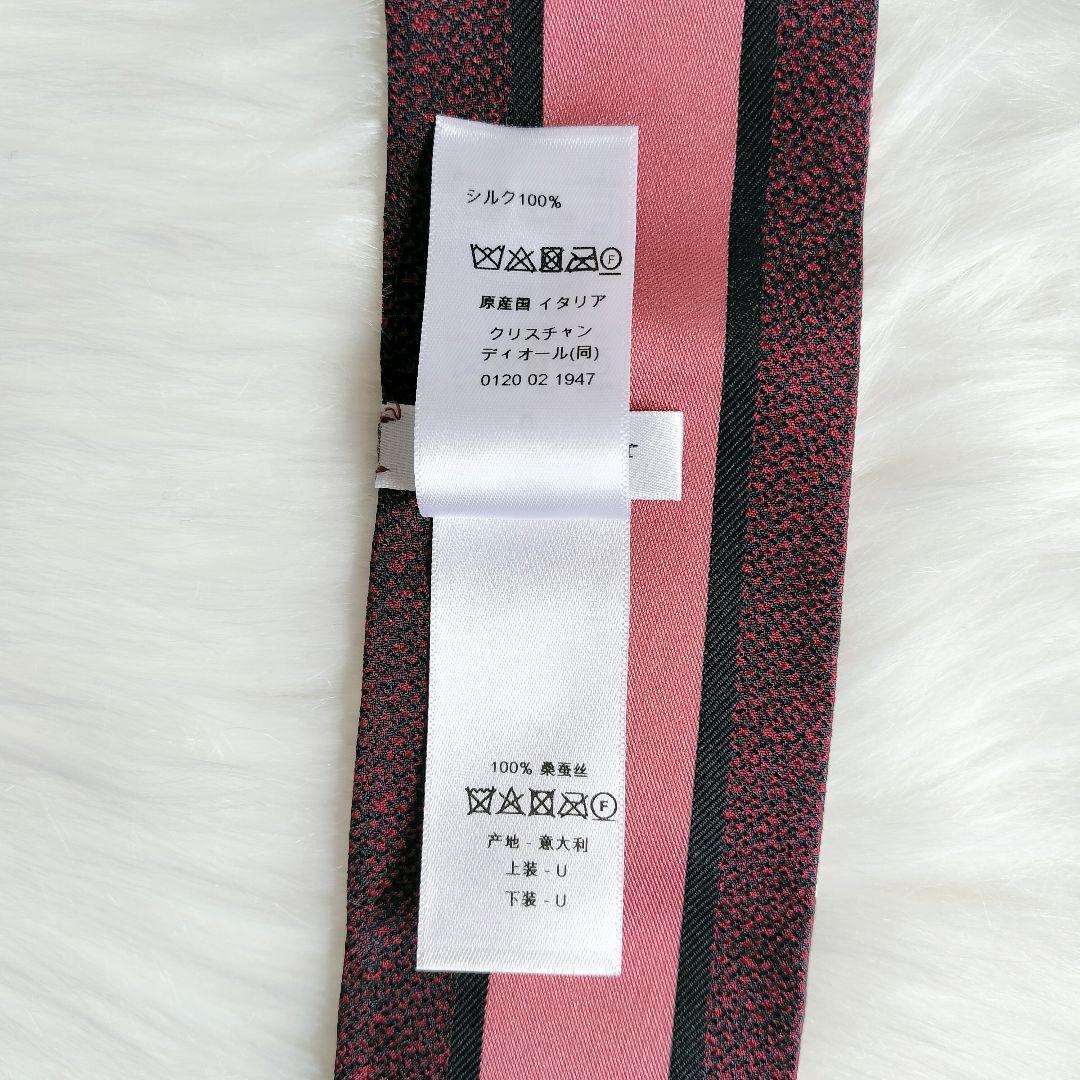 シルク100%
F
原産国 イタリア
クリスチャン
ディオール(同)
0120 02 1947
100% 桑蚕丝
F
产地 - 意大利
上装 - U
下装 - U